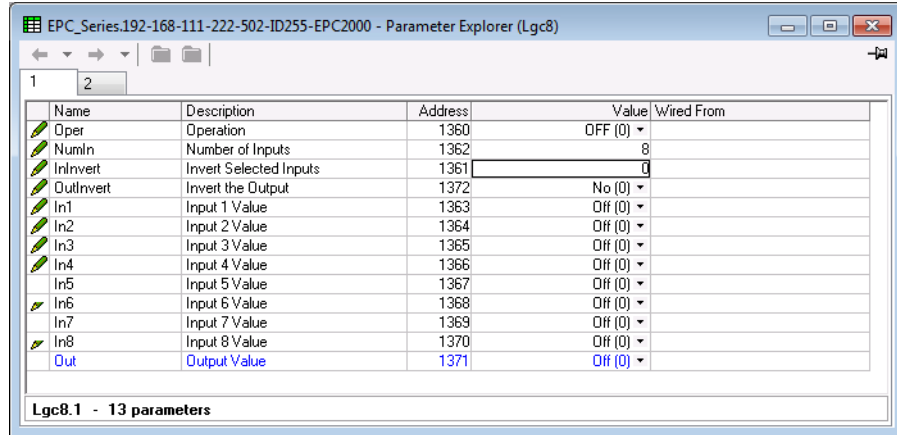 EPC_Series.192-168-111-222-502-ID255-EPC2000 - Parameter Explorer (Lgc8)
1
2
Name Description Address Value Wired From
Oper Operation 1360 OFF (0)
NumIn Number of Inputs 1362 8
InInvert Invert Selected Inputs 1361 0
OutInvert Invert the Output 1372 No (0)
In1 Input 1 Value 1363 Off (0)
In2 Input 2 Value 1364 Off (0)
In3 Input 3 Value 1365 Off (0)
In4 Input 4 Value 1366 Off (0)
In5 Input 5 Value 1367 Off (0)
In6 Input 6 Value 1368 Off (0)
In7 Input 7 Value 1369 Off (0)
In8 Input 8 Value 1370 Off (0)
Out Output Value 1371 Off (0)
Lgc8.1 - 13 parameters